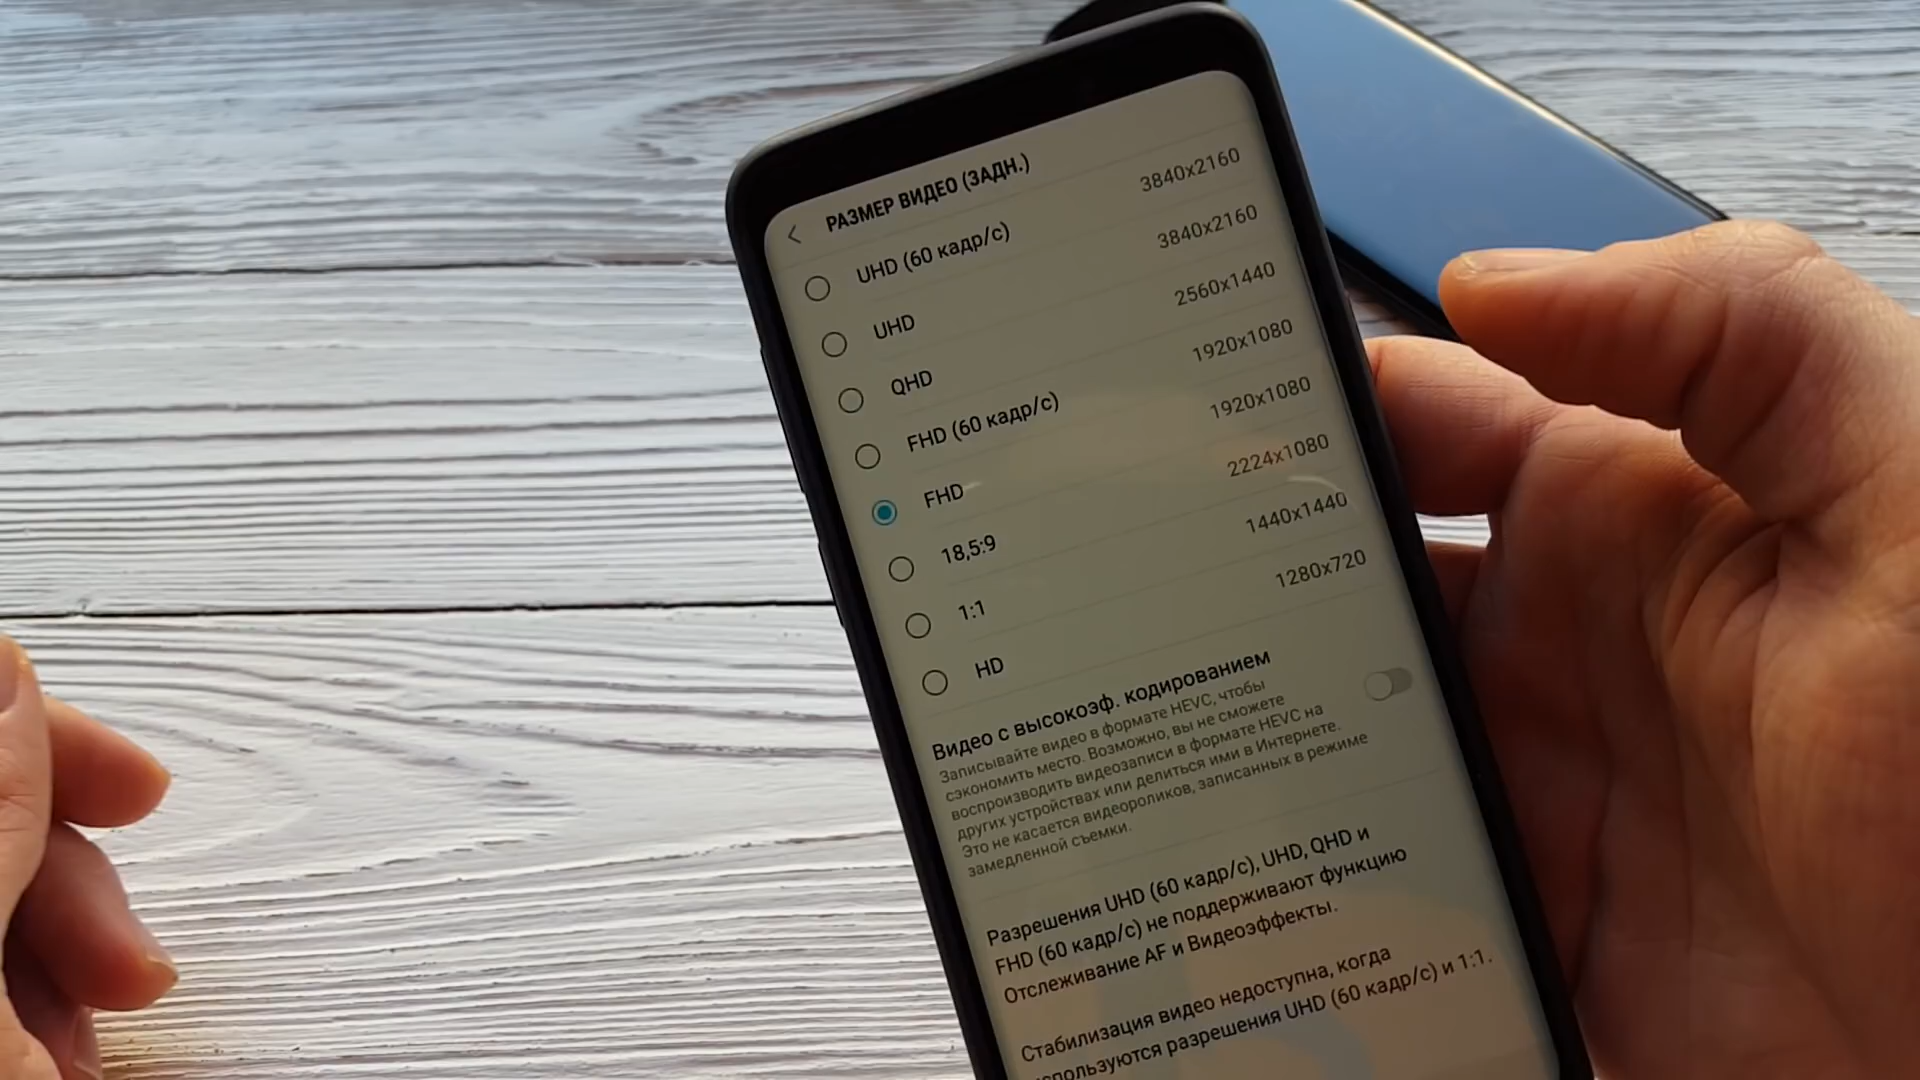 РАЗМЕР ВИДЕО (ЗАДН.)
UHD (60 кадр/с) 3840x2160
UHD 3840x2160
QHD 2560x1440
FHD (60 кадр/с) 1920x1080
FHD 1920x1080
18,5:9 2224x1080
1:1 1440x1440
HD 1280x720
Видео с высокоэф. кодированием
Записывайте видео в формате HEVC, чтобы
сэкономить место. Возможно, вы не сможете
воспроизводить видеозаписи в формате HEVC на
других устройствах или делиться ими в Интернете.
Это не касается видеороликов, записанных в режиме
замедленной съемки.
Разрешения UHD (60 кадр/с), UHD, QHD и
FHD (60 кадр/с) не поддерживают функцию
Отслеживание AF и Видеоэффекты.
Стабилизация видео недоступна, когда
используются разрешения UHD (60 кадр/с) и 1:1.